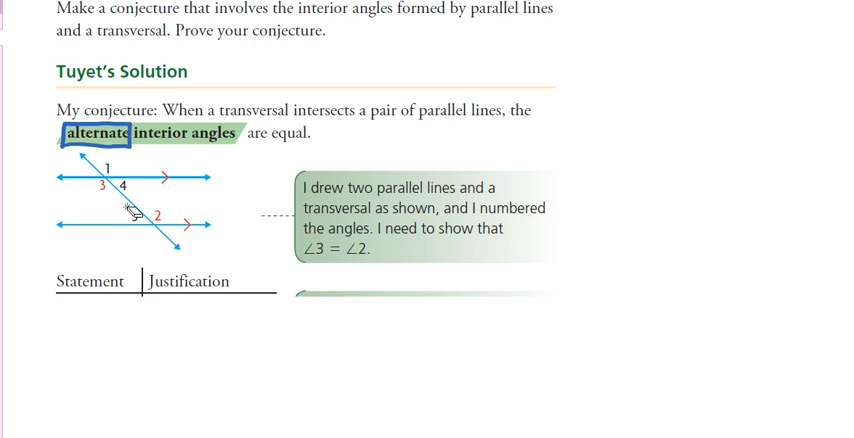 Make a conjecture that involves the interior angles formed by parallel lines
and a transversal. Prove your conjecture.
Tuyet's Solution
My conjecture: When a transversal intersects a pair of parallel lines, the
alternate interior angles are equal.
1
3 4
2
I drew two parallel lines and a
transversal as shown, and I numbered
the angles. I need to show that
∠3 = ∠2.
Statement Justification